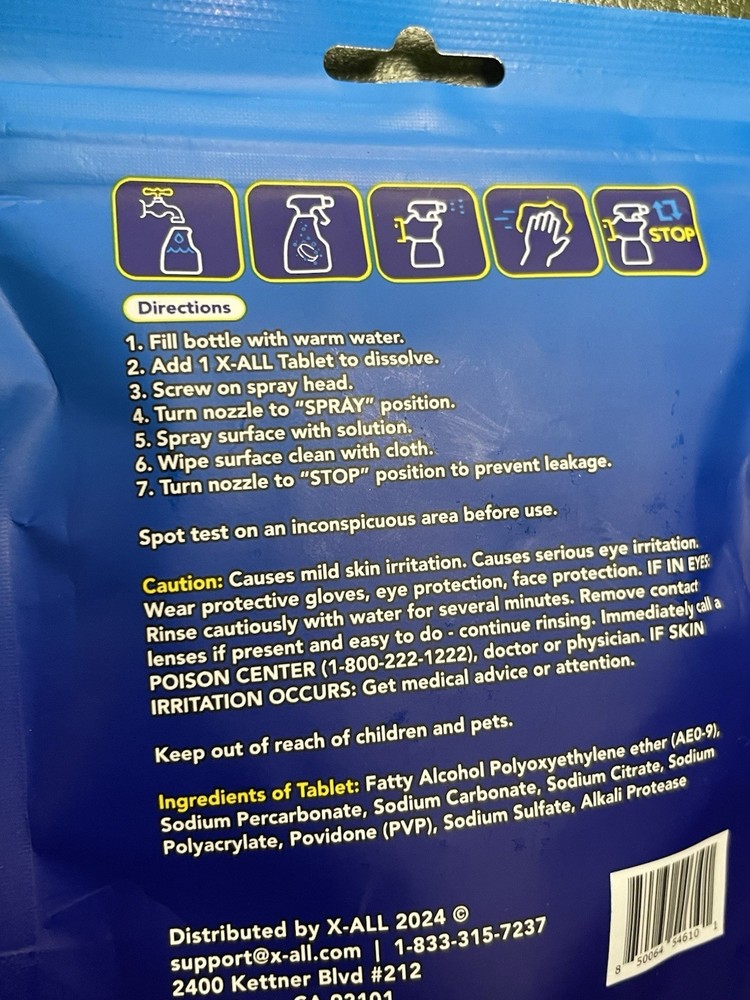 STOP
Directions
1. Fill bottle with warm water.
2. Add 1 X-ALL Tablet to dissolve.
3. Screw on spray head.
4. Turn nozzle to "SPRAY" position.
5. Spray surface with solution.
6. Wipe surface clean with cloth.
7. Turn nozzle to "STOP" position to prevent leakage.
Spot test on an inconspicuous area before use.
Caution: Causes mild skin irritation. Causes serious eye irritation.
Wear protective gloves, eye protection, face protection. IF IN EYES:
Rinse cautiously with water for several minutes. Remove contact
lenses if present and easy to do - continue rinsing. Immediately call a
POISON CENTER (1-800-222-1222), doctor or physician. IF SKIN
IRRITATION OCCURS: Get medical advice or attention.
Keep out of reach of children and pets.
Ingredients of Tablet: Fatty Alcohol Polyoxyethylene ether (AE0-9),
Sodium Percarbonate, Sodium Carbonate, Sodium Citrate, Sodium
Polyacrylate, Povidone (PVP), Sodium Sulfate, Alkali Protease
Distributed by X-ALL 2024 ©
support@x-all.com | 1-833-315-7237
2400 Kettner Blvd #212
CA 92101
8 50064 54610 1